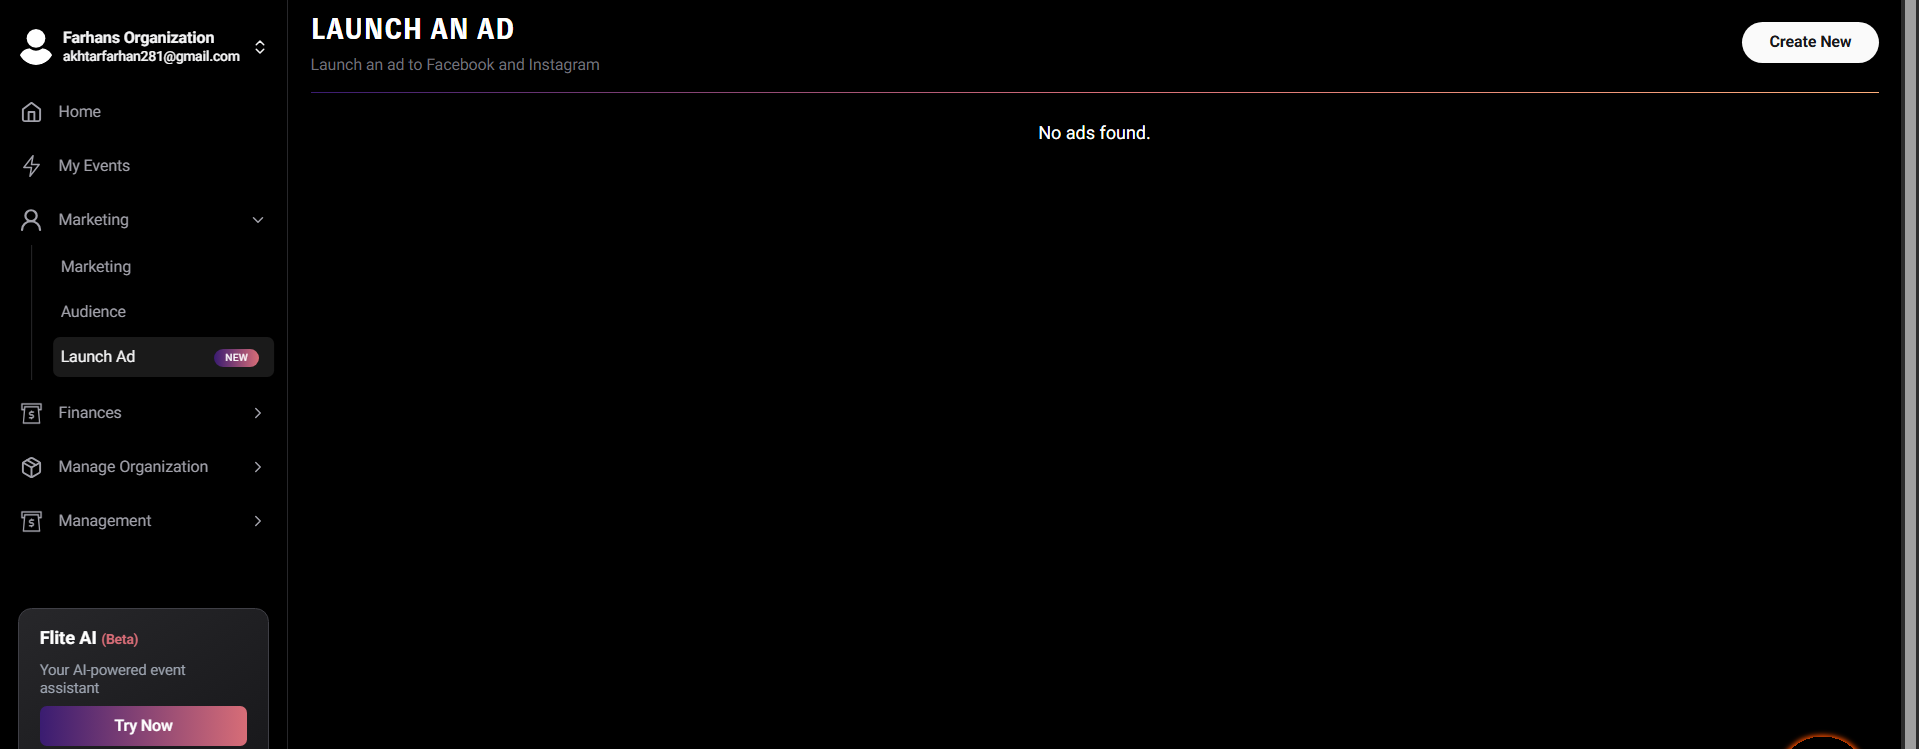 Farhans Organization
akhtarfarhan281@gmail.com
Home
My Events
Marketing
Marketing
Audience
Launch Ad NEW
Finances
Manage Organization
Management
Flite AI (Beta)
Your AI-powered event
assistant
Try Now
LAUNCH AN AD
Launch an ad to Facebook and Instagram
Create New
No ads found.